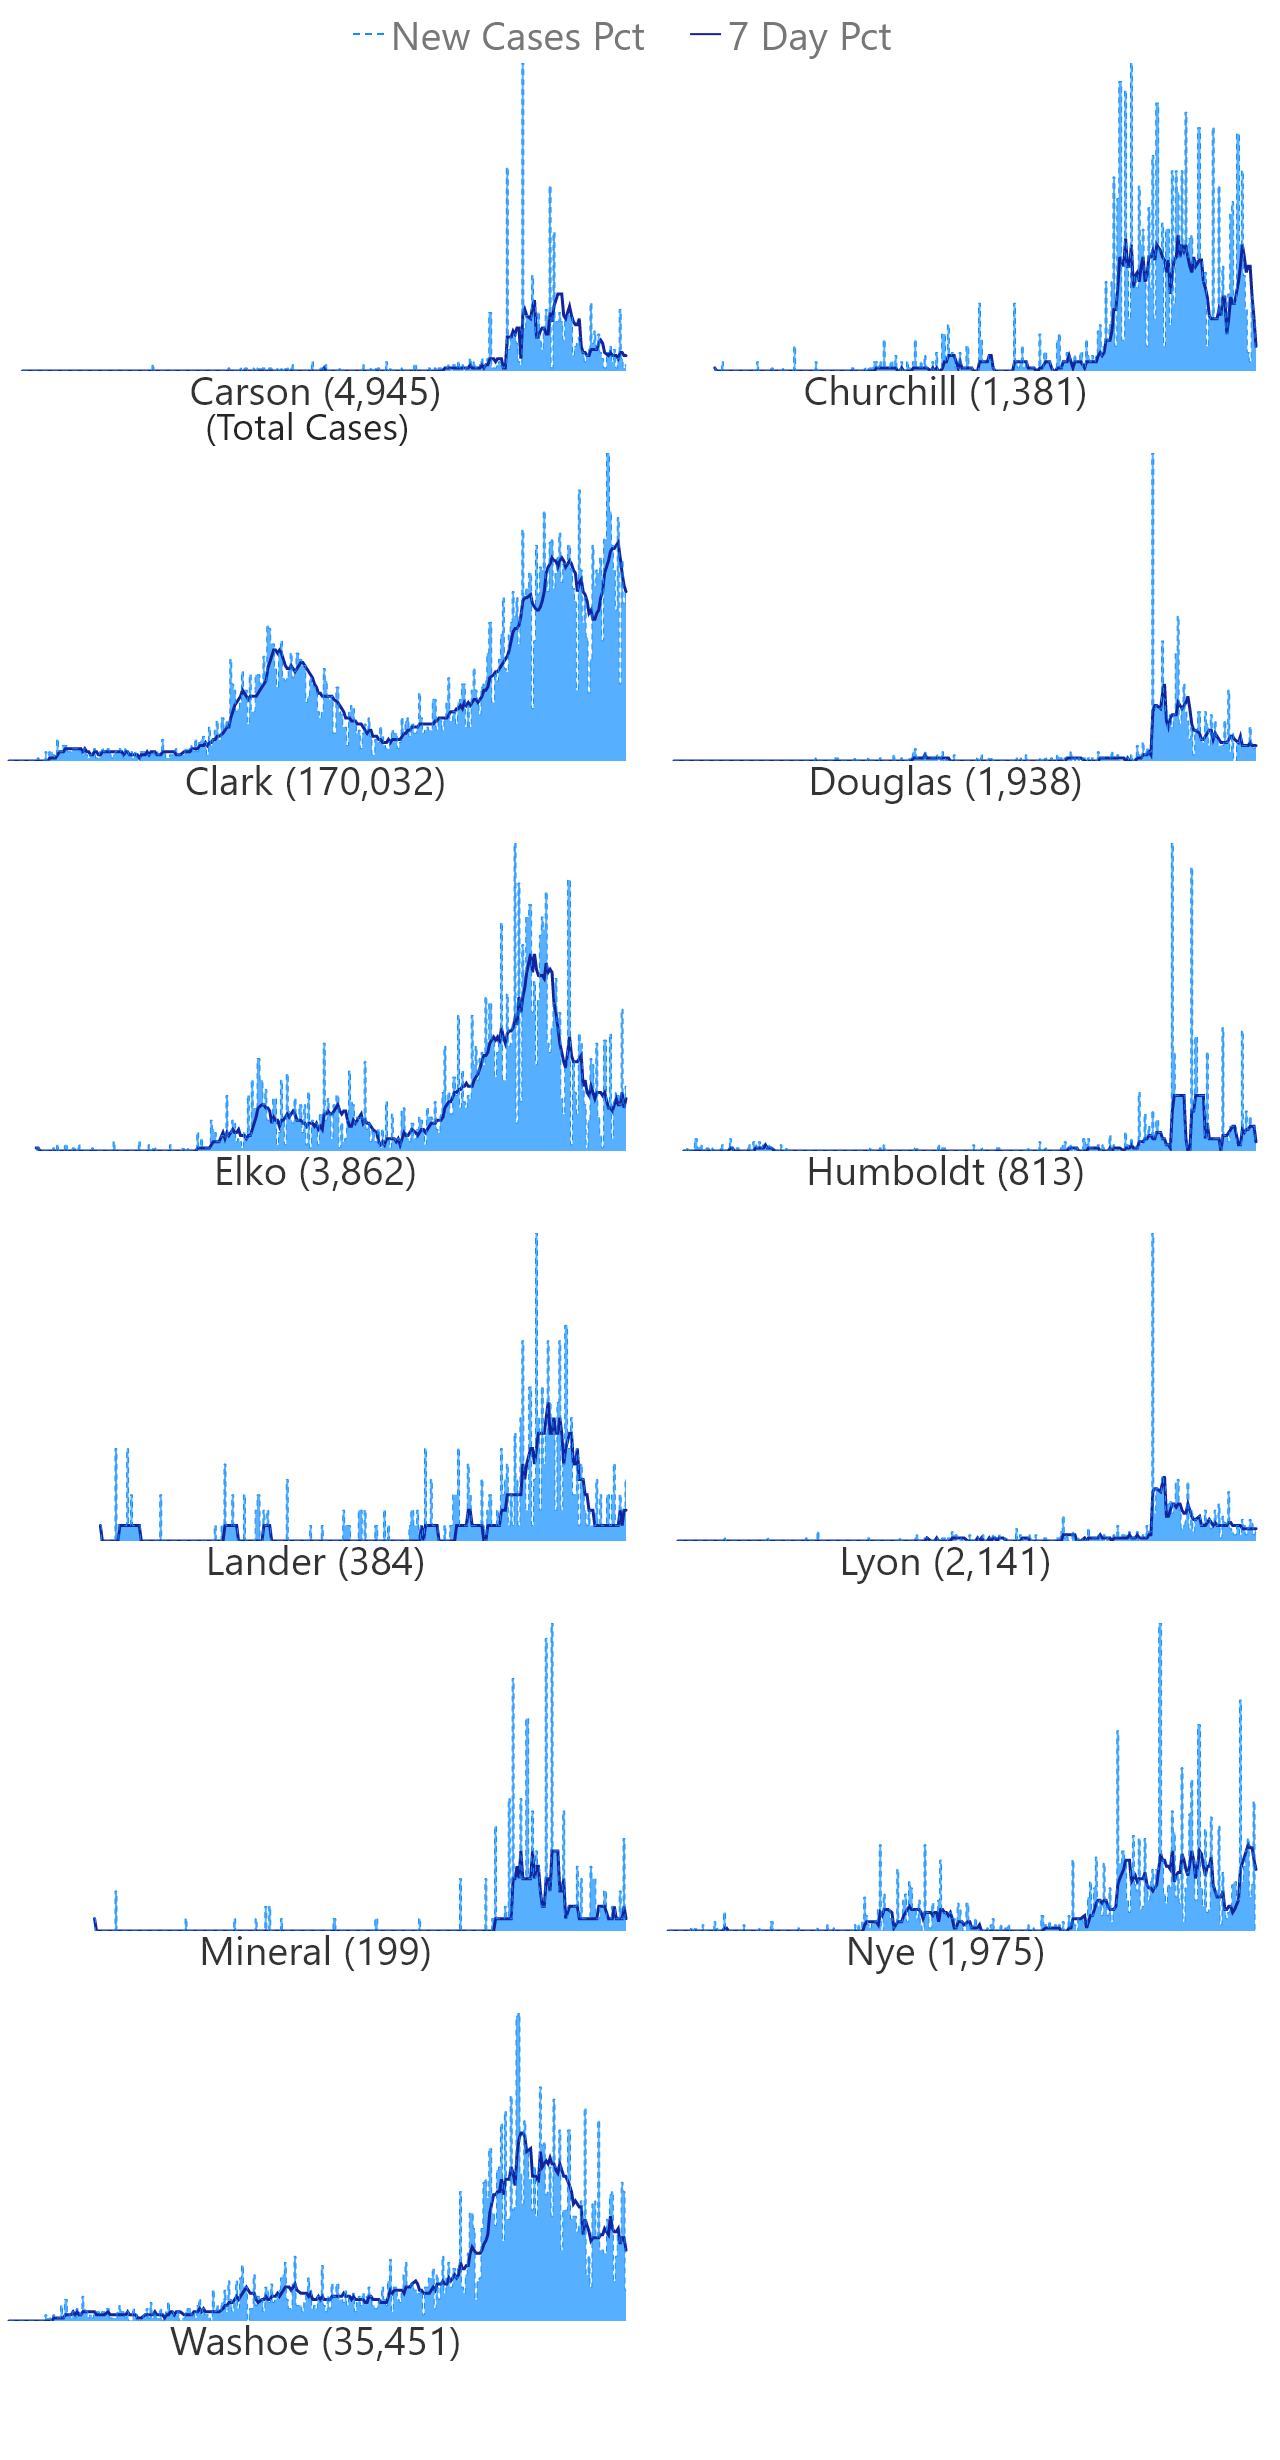 New Cases Pct 7 Day Pct
Carson (4,945) Churchill (1,381)
(Total Cases)
Clark (170,032) Douglas (1,938)
Elko (3,862) Humboldt (813)
Lander (384) Lyon (2,141)
Mineral (199) Nye (1,975)
Washoe (35,451)